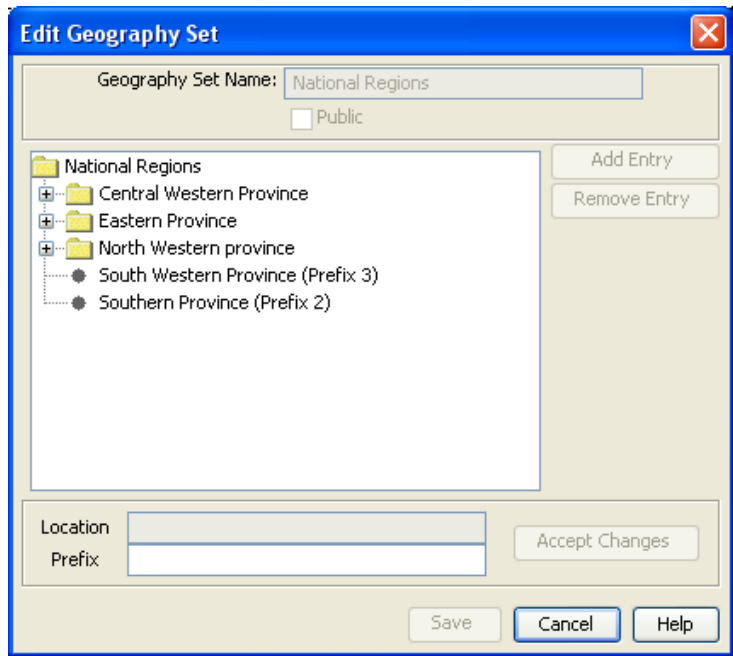 Edit Geography Set
Geography Set Name: National Regions
Public
National Regions
Central Western Province
Eastern Province
North Western province
South Western Province (Prefix 3)
Southern Province (Prefix 2)
Add Entry
Remove Entry
Location
Prefix
Accept Changes
Save Cancel Help